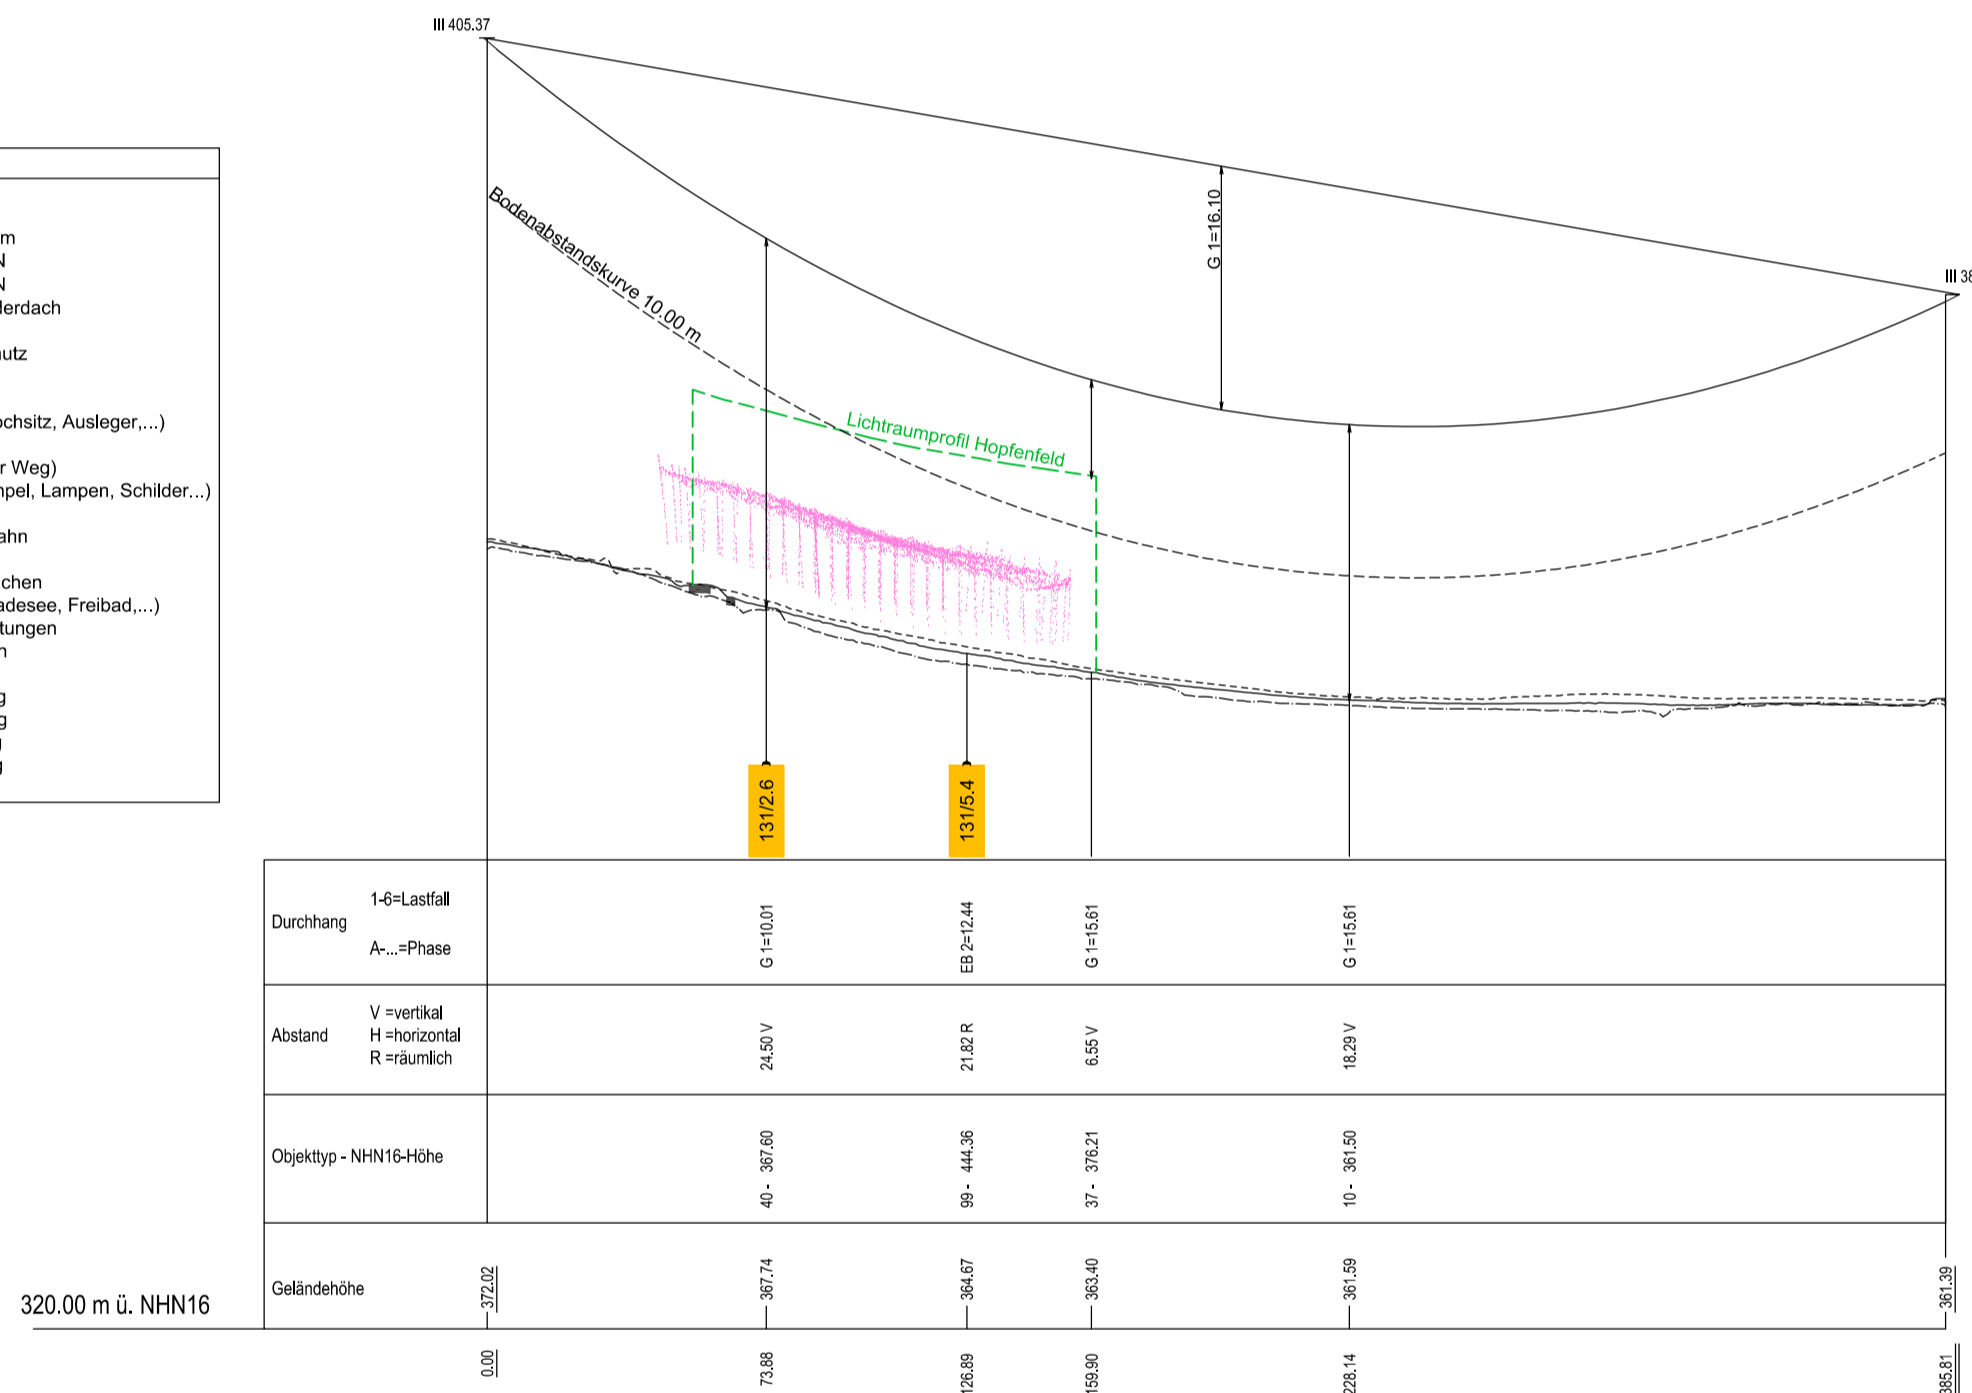 III 405.37
III 38
m
N
N
derdach
utz
ochsitz, Ausleger,...)
r Weg)
npel, Lampen, Schilder...)
ahn
chen
adesee, Freibad,...)
tungen
n
g
g
g
g
Bodenabstandskurve 10.00 m
G 1=16.10
Lichtraumprofil Hopfenfeld
131/2.6
131/5.4
Durchhang
1-6=Lastfall
A-...=Phase
G 1=10.01
EB 2=12.44
G 1=15.61
G 1=15.61
Abstand
V =vertikal
H =horizontal
R =räumlich
24.50 V
21.82 R
6.55 V
18.29 V
Objekttyp - NHN16-Höhe
40 - 367.60
99 - 444.36
37 - 376.21
10 - 361.50
Geländehöhe
372.02
367.74
364.67
363.40
361.59
361.39
320.00 m ü. NHN16
0.00
73.88
126.89
159.90
228.14
385.81